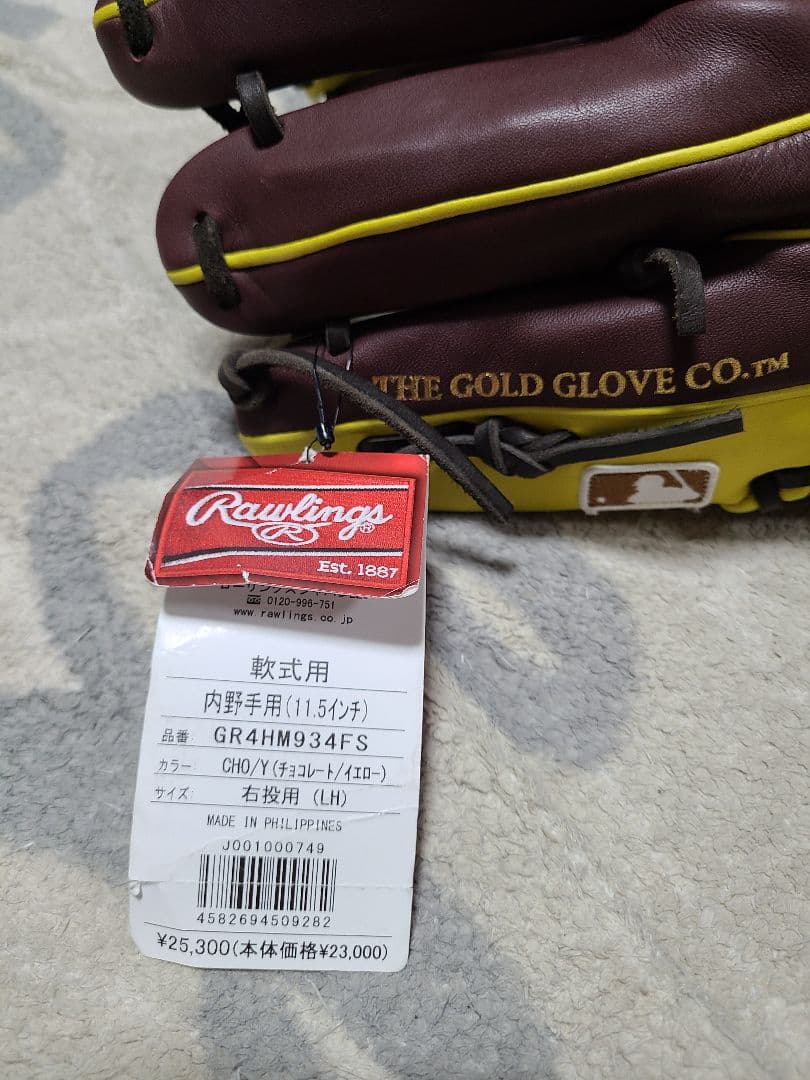 THE GOLD GLOVE CO.™
Rawlings®
R
Est. 1887
☎ 0120-996-751
www.rawlings.co.jp
軟式用
内野手用(11.5インチ)
品番: GR4HM934FS
カラー: CHO/Y(チョコレート/イエロー)
サイズ: 右投用 (LH)
MADE IN PHILIPPINES
J001000749
4582694509282
¥25,300(本体価格¥23,000)